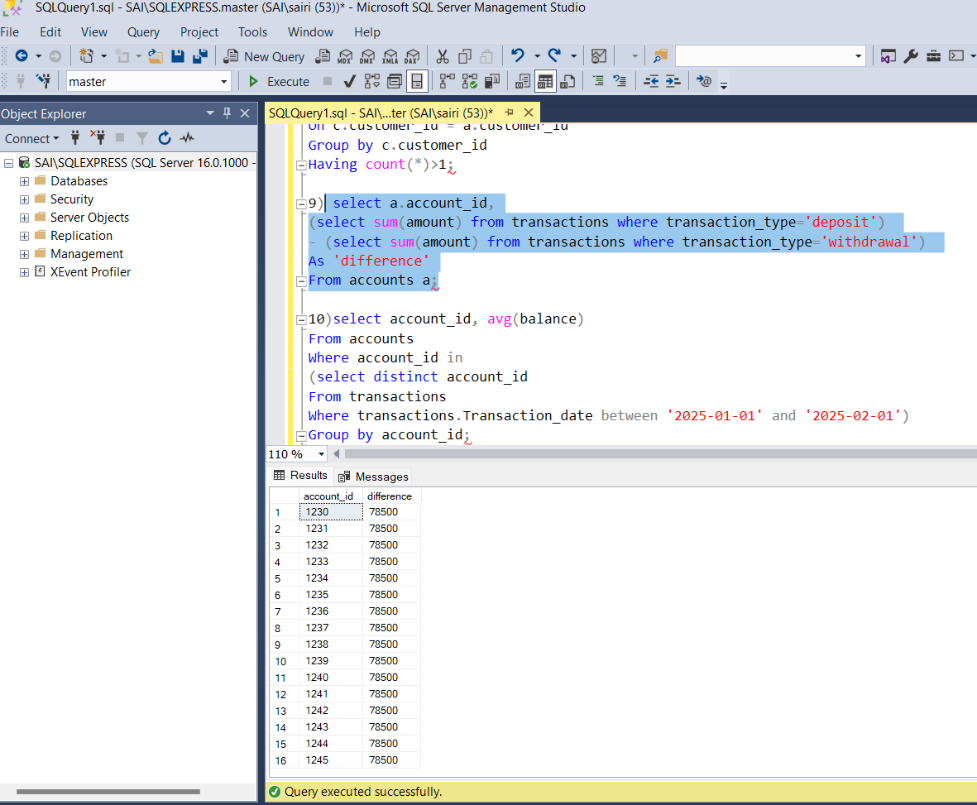 SQLQuery1.sql - SAI\SQLEXPRESS.master (SAI\sairi (53))* - Microsoft SQL Server Management Studio
File Edit View Query Project Tools Window Help
New Query MDX DMX XMLA DAX
master Execute
Object Explorer
Connect
SAI\SQLEXPRESS (SQL Server 16.0.1000 -
Databases
Security
Server Objects
Replication
Management
XEvent Profiler
SQLQuery1.sql - SAI\...ter (SAI\sairi (53))*
On c.customer_id = a.customer_id
Group by c.customer_id
Having count(*)>1;
9) select a.account_id,
(select sum(amount) from transactions where transaction_type='deposit')
- (select sum(amount) from transactions where transaction_type='withdrawal')
As 'difference'
From accounts a;
10)select account_id, avg(balance)
From accounts
Where account_id in
(select distinct account_id
From transactions
Where transactions.Transaction_date between '2025-01-01' and '2025-02-01')
Group by account_id;
110 %
Results Messages
account_id difference
1 1230 78500
2 1231 78500
3 1232 78500
4 1233 78500
5 1234 78500
6 1235 78500
7 1236 78500
8 1237 78500
9 1238 78500
10 1239 78500
11 1240 78500
12 1241 78500
13 1242 78500
14 1243 78500
15 1244 78500
16 1245 78500
Query executed successfully.